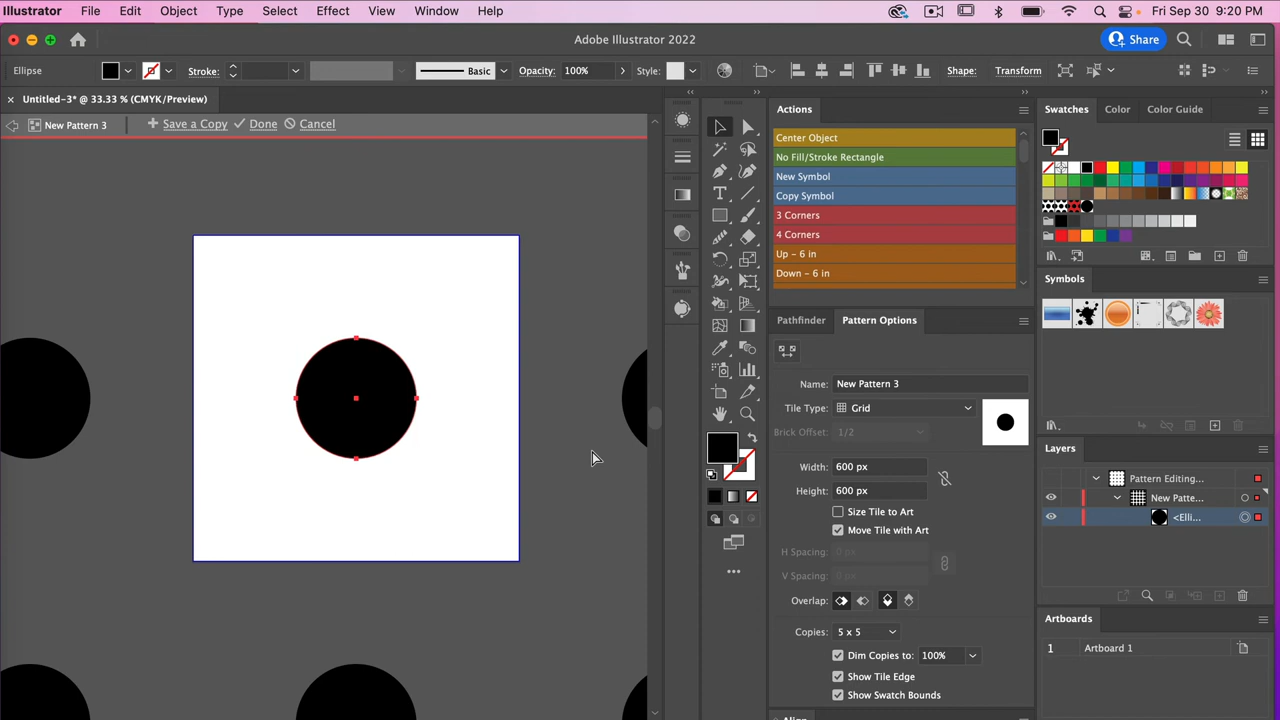 Illustrator File Edit Object Type Select Effect View Window Help Fri Sep 30 9:20 PM
Adobe Illustrator 2022 Share
Ellipse Stroke: Basic Opacity: 100% Style: Shape: Transform
× Untitled-3* @ 33.33 % (CMYK/Preview)
New Pattern 3 + Save a Copy Done Cancel
Actions
Center Object
No Fill/Stroke Rectangle
New Symbol
Copy Symbol
3 Corners
4 Corners
Up - 6 in
Down - 6 in
Pathfinder Pattern Options
Name: New Pattern 3
Tile Type: Grid
Brick Offset: 1/2
Width: 600 px
Height: 600 px
Size Tile to Art
Move Tile with Art
H Spacing: 0 px
V Spacing: 0 px
Overlap:
Copies: 5 x 5
Dim Copies to: 100%
Show Tile Edge
Show Swatch Bounds
Align
Swatches Color Color Guide
Symbols
Layers
Pattern Editing...
New Patte...
<Elli...
Artboards
1 Artboard 1